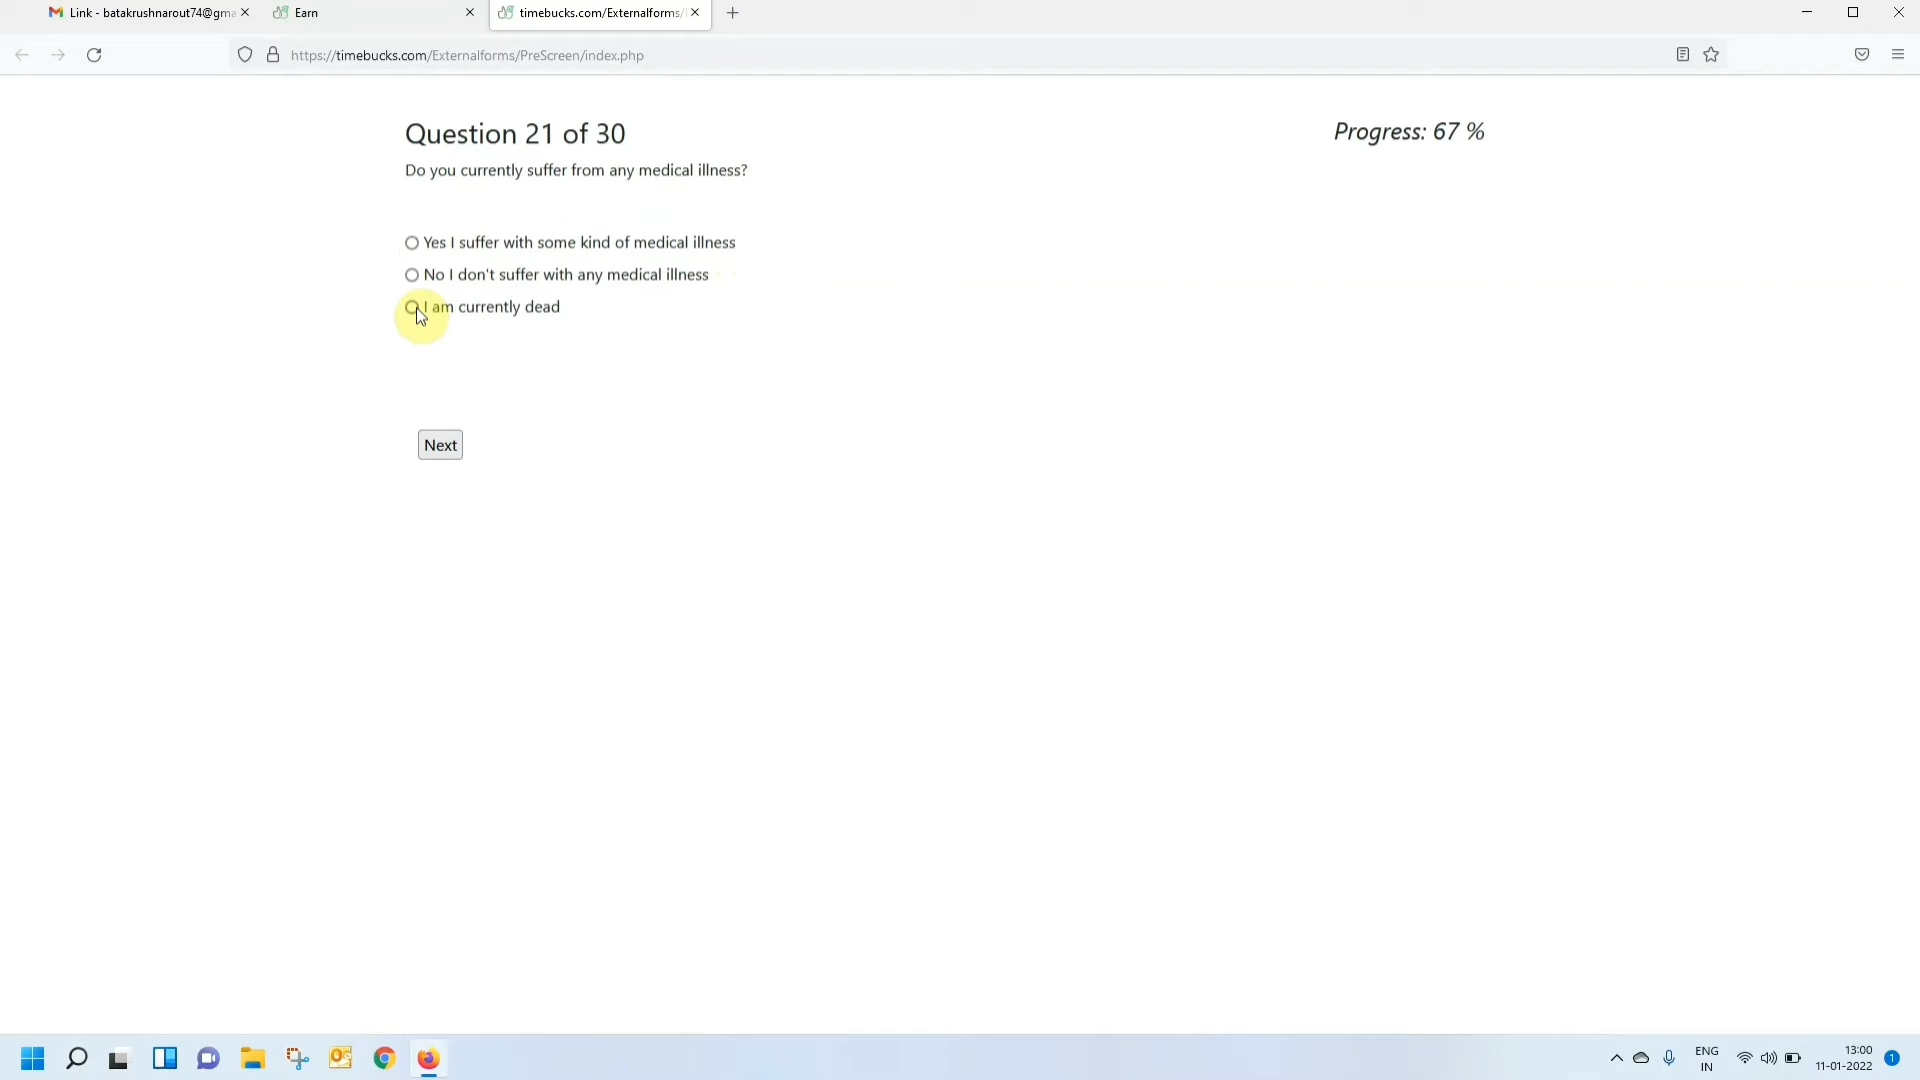 Link - batakrushnarout74@gma
Earn
timebucks.com/Externalforms/
https://timebucks.com/Externalforms/PreScreen/index.php
Question 21 of 30
Progress: 67 %
Do you currently suffer from any medical illness?
Yes I suffer with some kind of medical illness
No I don't suffer with any medical illness
I am currently dead
Next
ENG
IN
13:00
11-01-2022
1